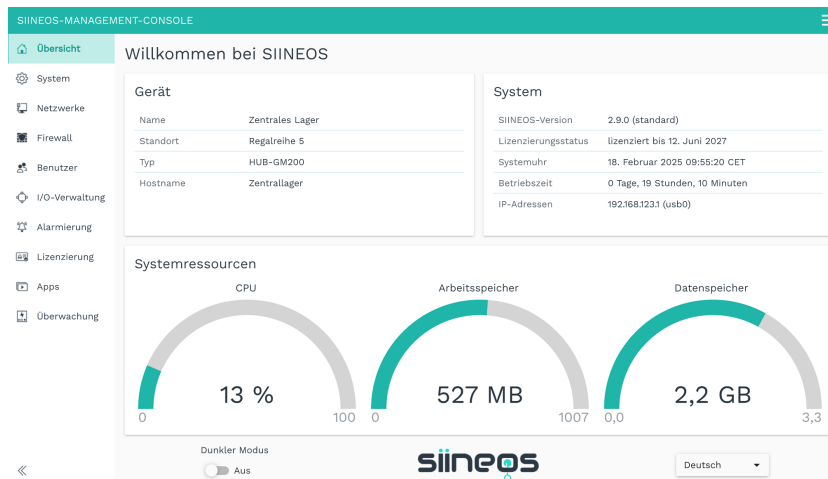 SIINEOS-MANAGEMENT-CONSOLE
Übersicht
System
Netzwerke
Firewall
Benutzer
I/O-Verwaltung
Alarmierung
Lizenzierung
Apps
Überwachung
Willkommen bei SIINEOS
Gerät
Name Zentrales Lager
Standort Regalreihe 5
Typ HUB-GM200
Hostname Zentrallager
System
SIINEOS-Version 2.9.0 (standard)
Lizenzierungsstatus lizenziert bis 12. Juni 2027
Systemuhr 18. Februar 2025 09:55:20 CET
Betriebszeit 0 Tage, 19 Stunden, 10 Minuten
IP-Adressen 192.168.123.1 (usb0)
Systemressourcen
CPU
13 %
0 100
Arbeitsspeicher
527 MB
0 1007
Datenspeicher
2,2 GB
0,0 3,3
Dunkler Modus
Aus
siineos
Deutsch